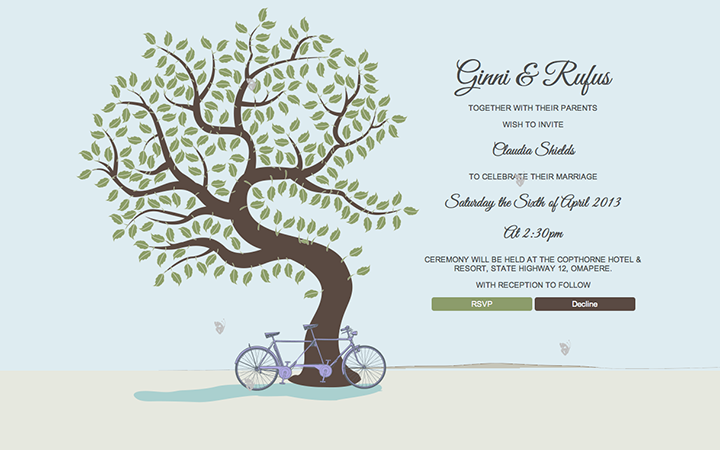 Ginni & Rufus
TOGETHER WITH THEIR PARENTS
WISH TO INVITE
Claudia Shields
TO CELEBRATE THEIR MARRIAGE
Saturday the Sixth of April 2013
At 2:30pm
CEREMONY WILL BE HELD AT THE COPTHORNE HOTEL &
RESORT, STATE HIGHWAY 12, OMAPERE.
WITH RECEPTION TO FOLLOW
RSVP
Decline